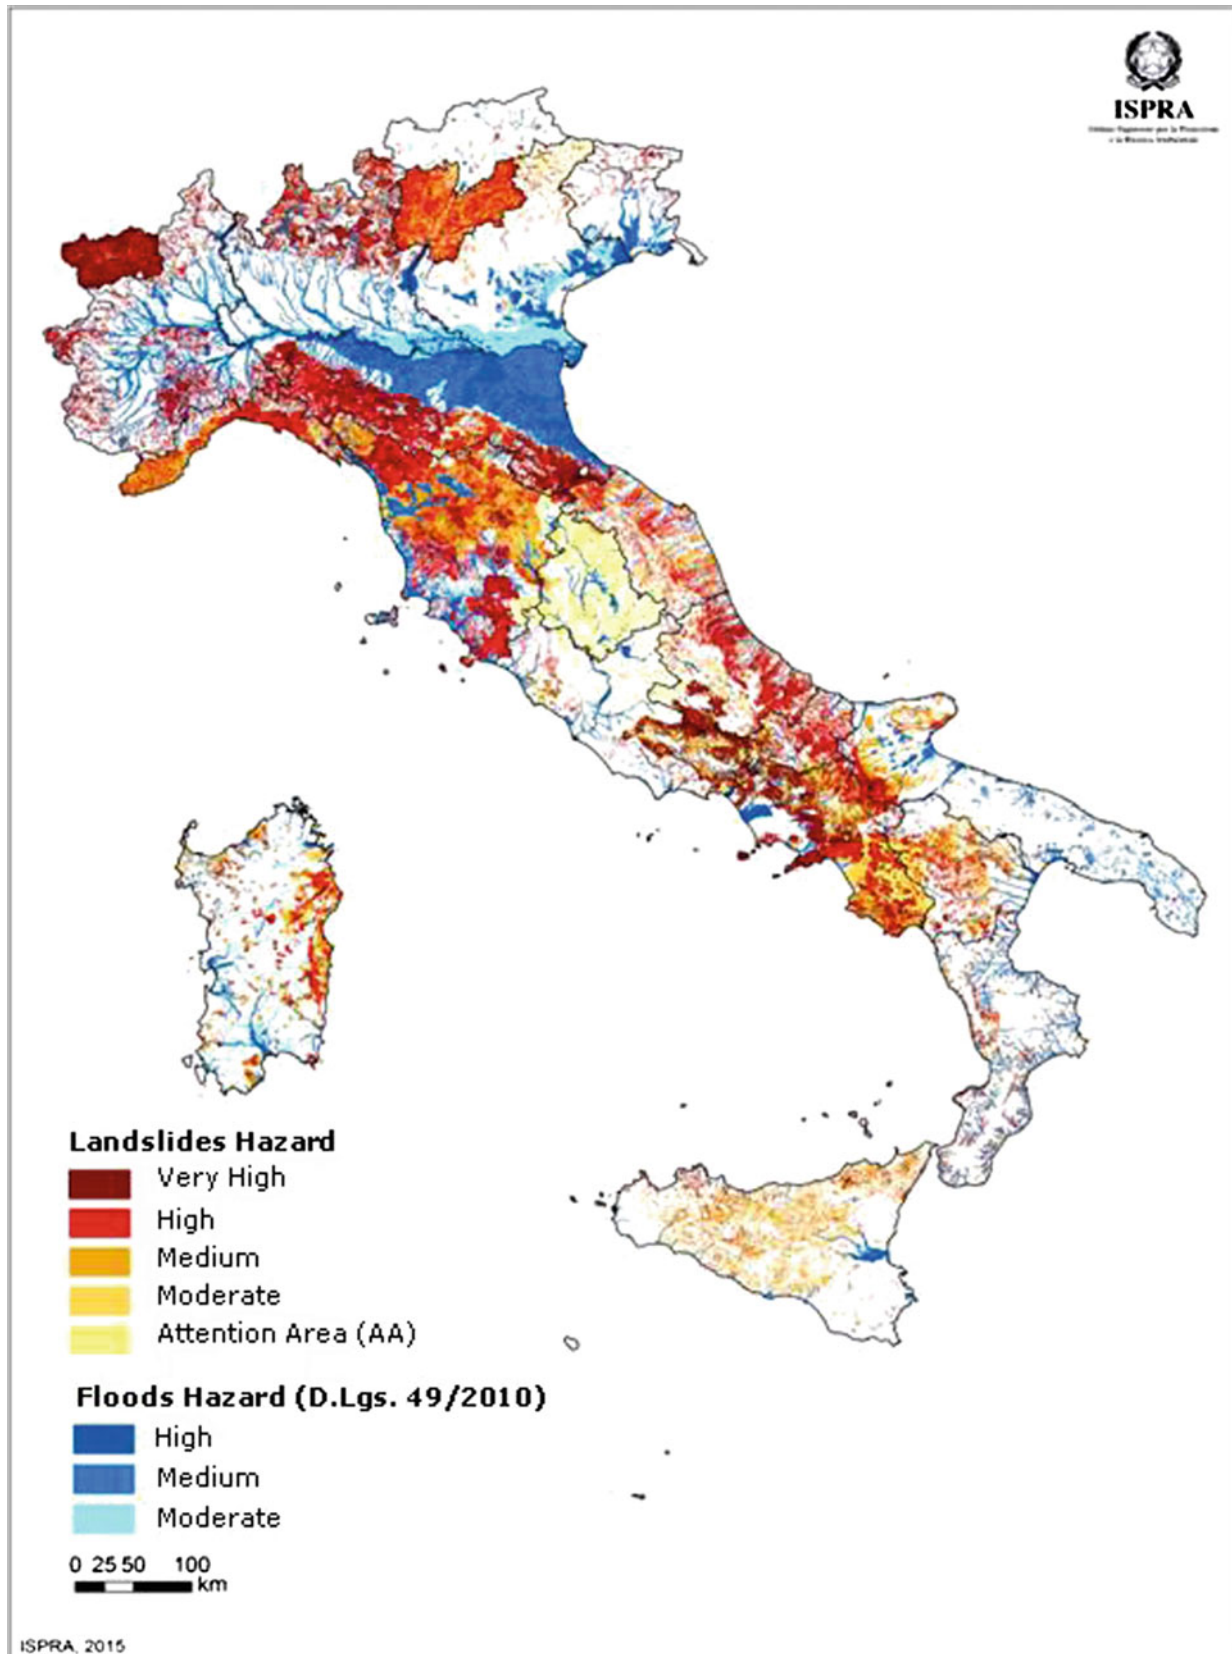 ISPRA
Landslides Hazard
Very High
High
Medium
Moderate
Attention Area (AA)
Floods Hazard (D.Lgs. 49/2010)
High
Medium
Moderate
0 25 50 100
km
ISPRA, 2015